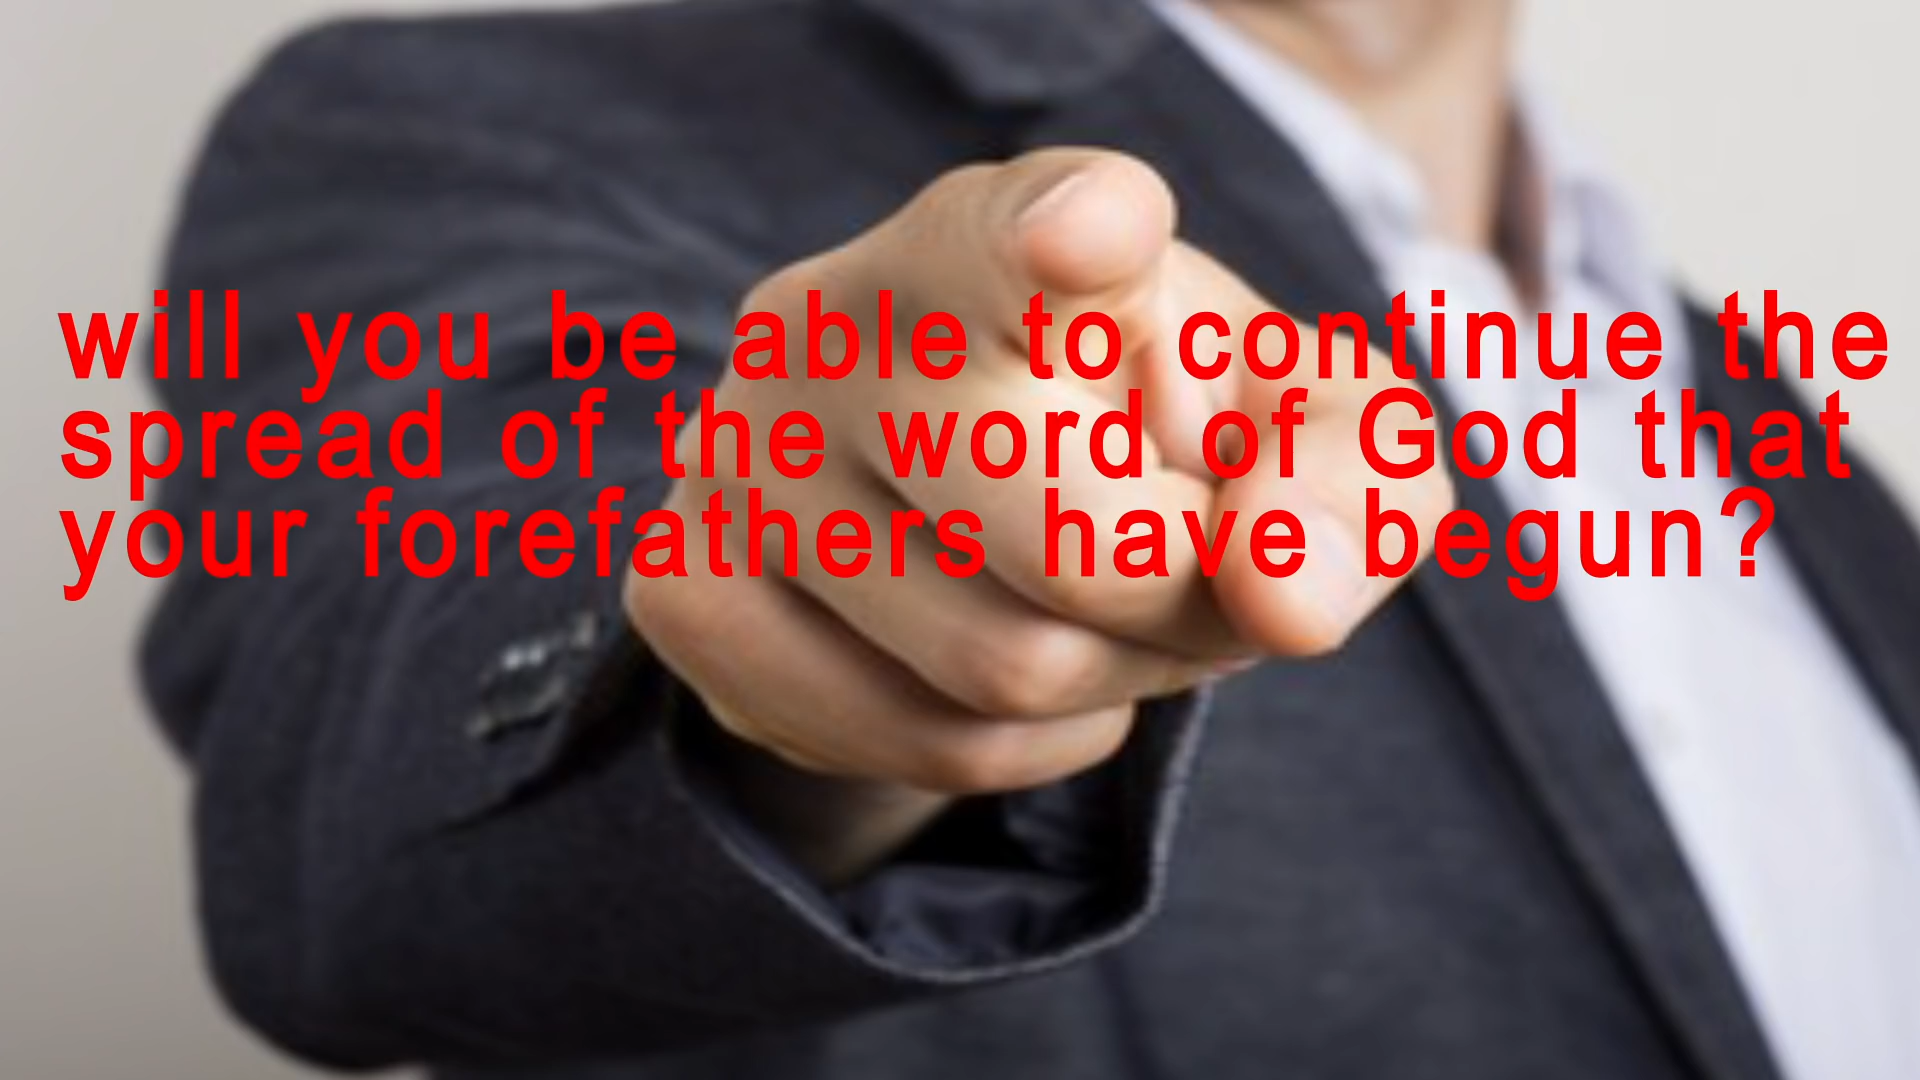 will you be able to continue the
spread of the word of God that
your forefathers have begun?